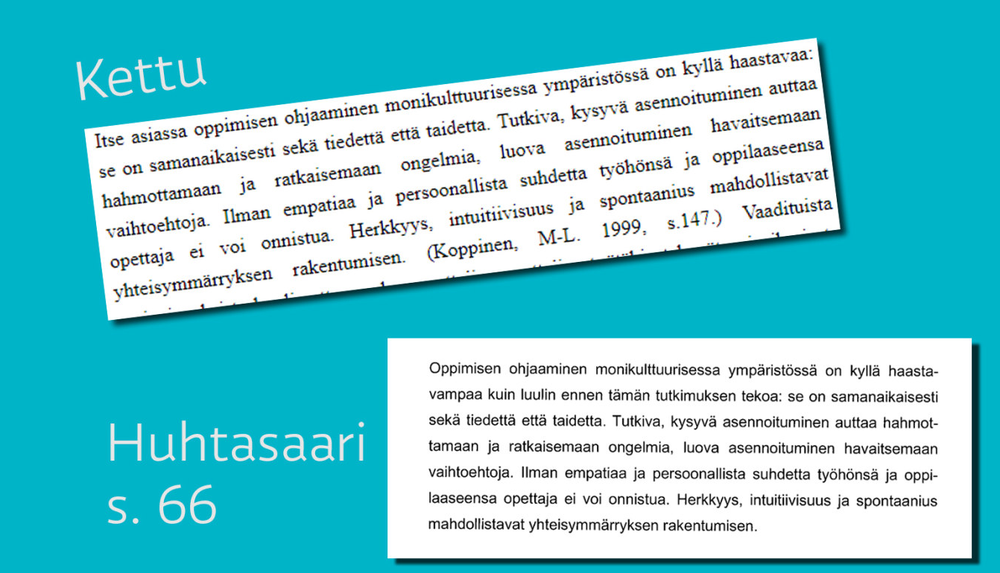 Kettu
Itse asiassa oppimisen ohjaaminen monikulttuurisessa ympäristössä on kyllä haastavaa:
se on samanaikaisesti sekä tiedettä että taidetta. Tutkiva, kysyvä asennoituminen auttaa
hahmottamaan ja ratkaisemaan ongelmia, luova asennoituminen havaitsemaan
vaihtoehtoja. Ilman empatiaa ja persoonallista suhdetta työhönsä ja oppilaaseensa
opettaja ei voi onnistua. Herkkyys, intuitiivisuus ja spontaanius mahdollistavat
yhteisymmärryksen rakentumisen. (Koppinen, M-L. 1999, s.147.) Vaadituista
Huhtasaari
s. 66
Oppimisen ohjaaminen monikulttuurisessa ympäristössä on kyllä haasta-
vampaa kuin luulin ennen tämän tutkimuksen tekoa: se on samanaikaisesti
sekä tiedettä että taidetta. Tutkiva, kysyvä asennoituminen auttaa hahmot-
tamaan ja ratkaisemaan ongelmia, luova asennoituminen havaitsemaan
vaihtoehtoja. Ilman empatiaa ja persoonallista suhdetta työhönsä ja oppi-
laaseensa opettaja ei voi onnistua. Herkkyys, intuitiivisuus ja spontaanius
mahdollistavat yhteisymmärryksen rakentumisen.